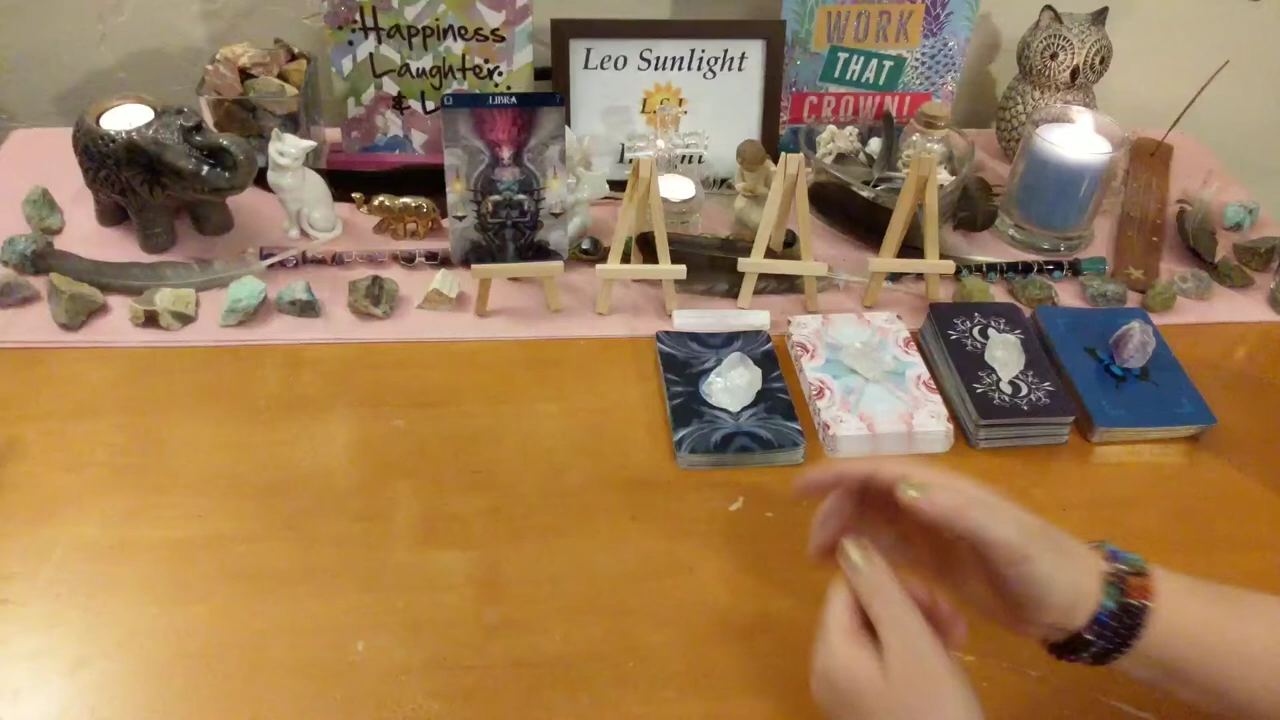 Happiness
Laughter
&
LIBRA
Leo Sunlight
L.S.I.
WORK
THAT
CROWN!